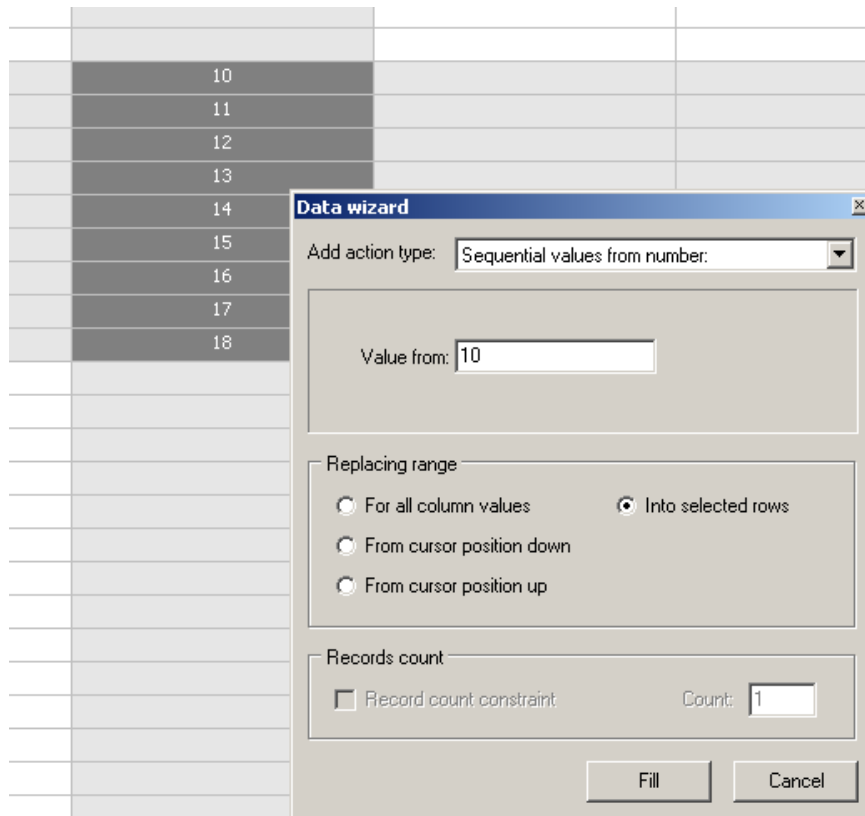 10
11
12
13
14
15
16
17
18
Data wizard
Add action type: Sequential values from number:
Value from: 10
Replacing range
For all column values Into selected rows
From cursor position down
From cursor position up
Records count
Record count constraint Count: 1
Fill Cancel